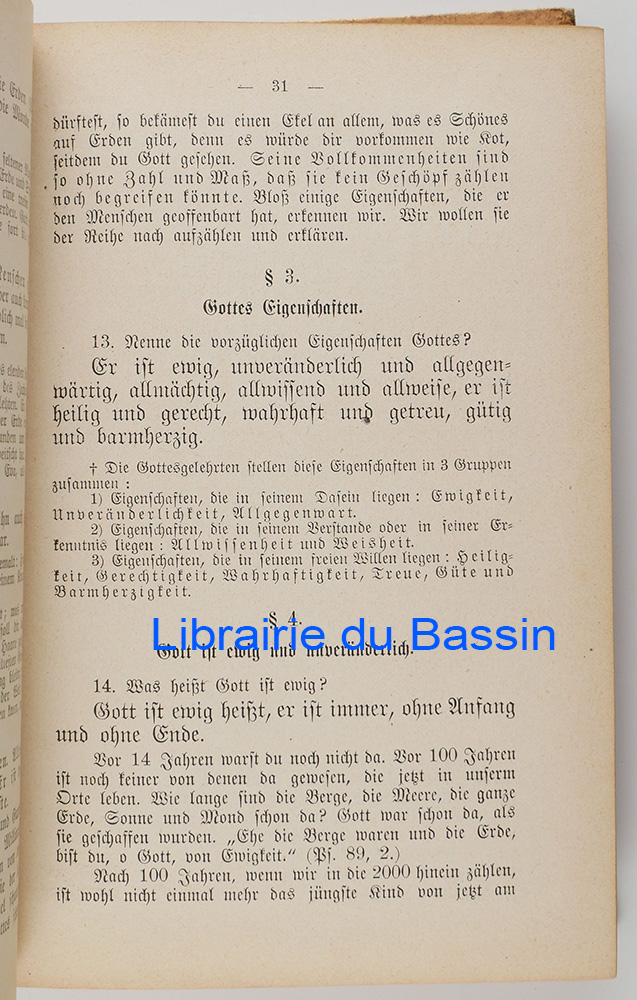 — 31 —
dürftest, so bekämest du einen Ekel an allem, was es Schönes
auf Erden gibt, denn es würde dir vorkommen wie Kot,
seitdem du Gott gesehen. Seine Vollkommenheiten sind
so ohne Zahl und Maß, daß sie kein Geschöpf zählen
noch begreifen könnte. Bloß einige Eigenschaften, die er
den Menschen geoffenbart hat, erkennen wir. Wir wollen sie
der Reihe nach aufzählen und erklären.
§ 3.
Gottes Eigenschaften.
13. Nenne die vorzüglichen Eigenschaften Gottes?
Er ist ewig, unveränderlich und allgegen-
wärtig, allmächtig, allwissend und allweise, er ist
heilig und gerecht, wahrhaft und getreu, gütig
und barmherzig.
† Die Gottesgelehrten stellen diese Eigenschaften in 3 Gruppen
zusammen :
1) Eigenschaften, die in seinem Dasein liegen : Ewigkeit,
Unveränderlichkeit, Allgegenwart.
2) Eigenschaften, die in seinem Verstande oder in seiner Er-
kenntnis liegen : Allwissenheit und Weisheit.
3) Eigenschaften, die in seinem freien Willen liegen : Heilig-
keit, Gerechtigkeit, Wahrhaftigkeit, Treue, Güte und
Barmherzigkeit.
§ 4.
Librairie du Bassin
Gott ist ewig und unveränderlich.
14. Was heißt Gott ist ewig?
Gott ist ewig heißt, er ist immer, ohne Anfang
und ohne Ende.
Vor 14 Jahren warst du noch nicht da. Vor 100 Jahren
ist noch keiner von denen da gewesen, die jetzt in unserm
Orte leben. Wie lange sind die Berge, die Meere, die ganze
Erde, Sonne und Mond schon da? Gott war schon da, als
sie geschaffen wurden. „Ehe die Berge waren und die Erde,
bist du, o Gott, von Ewigkeit.“ (Ps. 89, 2.)
Nach 100 Jahren, wenn wir in die 2000 hinein zählen,
ist wohl nicht einmal mehr das jüngste Kind von jetzt am